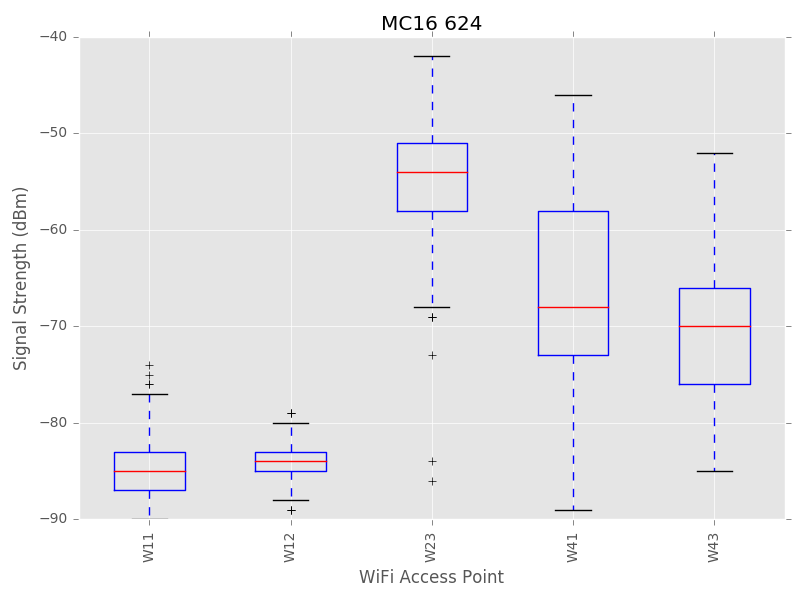 MC16 624
−40
−50
−60
−70
−80
−90
Signal Strength (dBm)
W11
W12
W23
W41
W43
WiFi Access Point